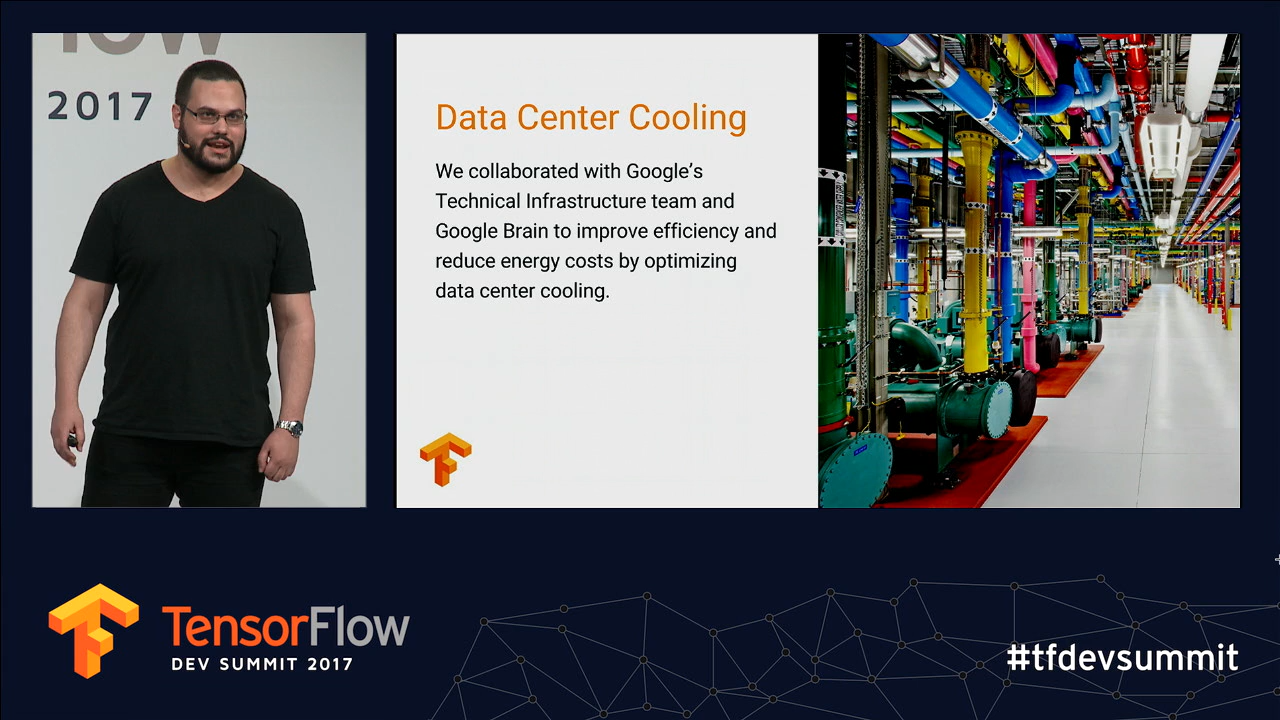 2017
Data Center Cooling
We collaborated with Google's
Technical Infrastructure team and
Google Brain to improve efficiency and
reduce energy costs by optimizing
data center cooling.
TensorFlow
DEV SUMMIT 2017
#tfdevsummit